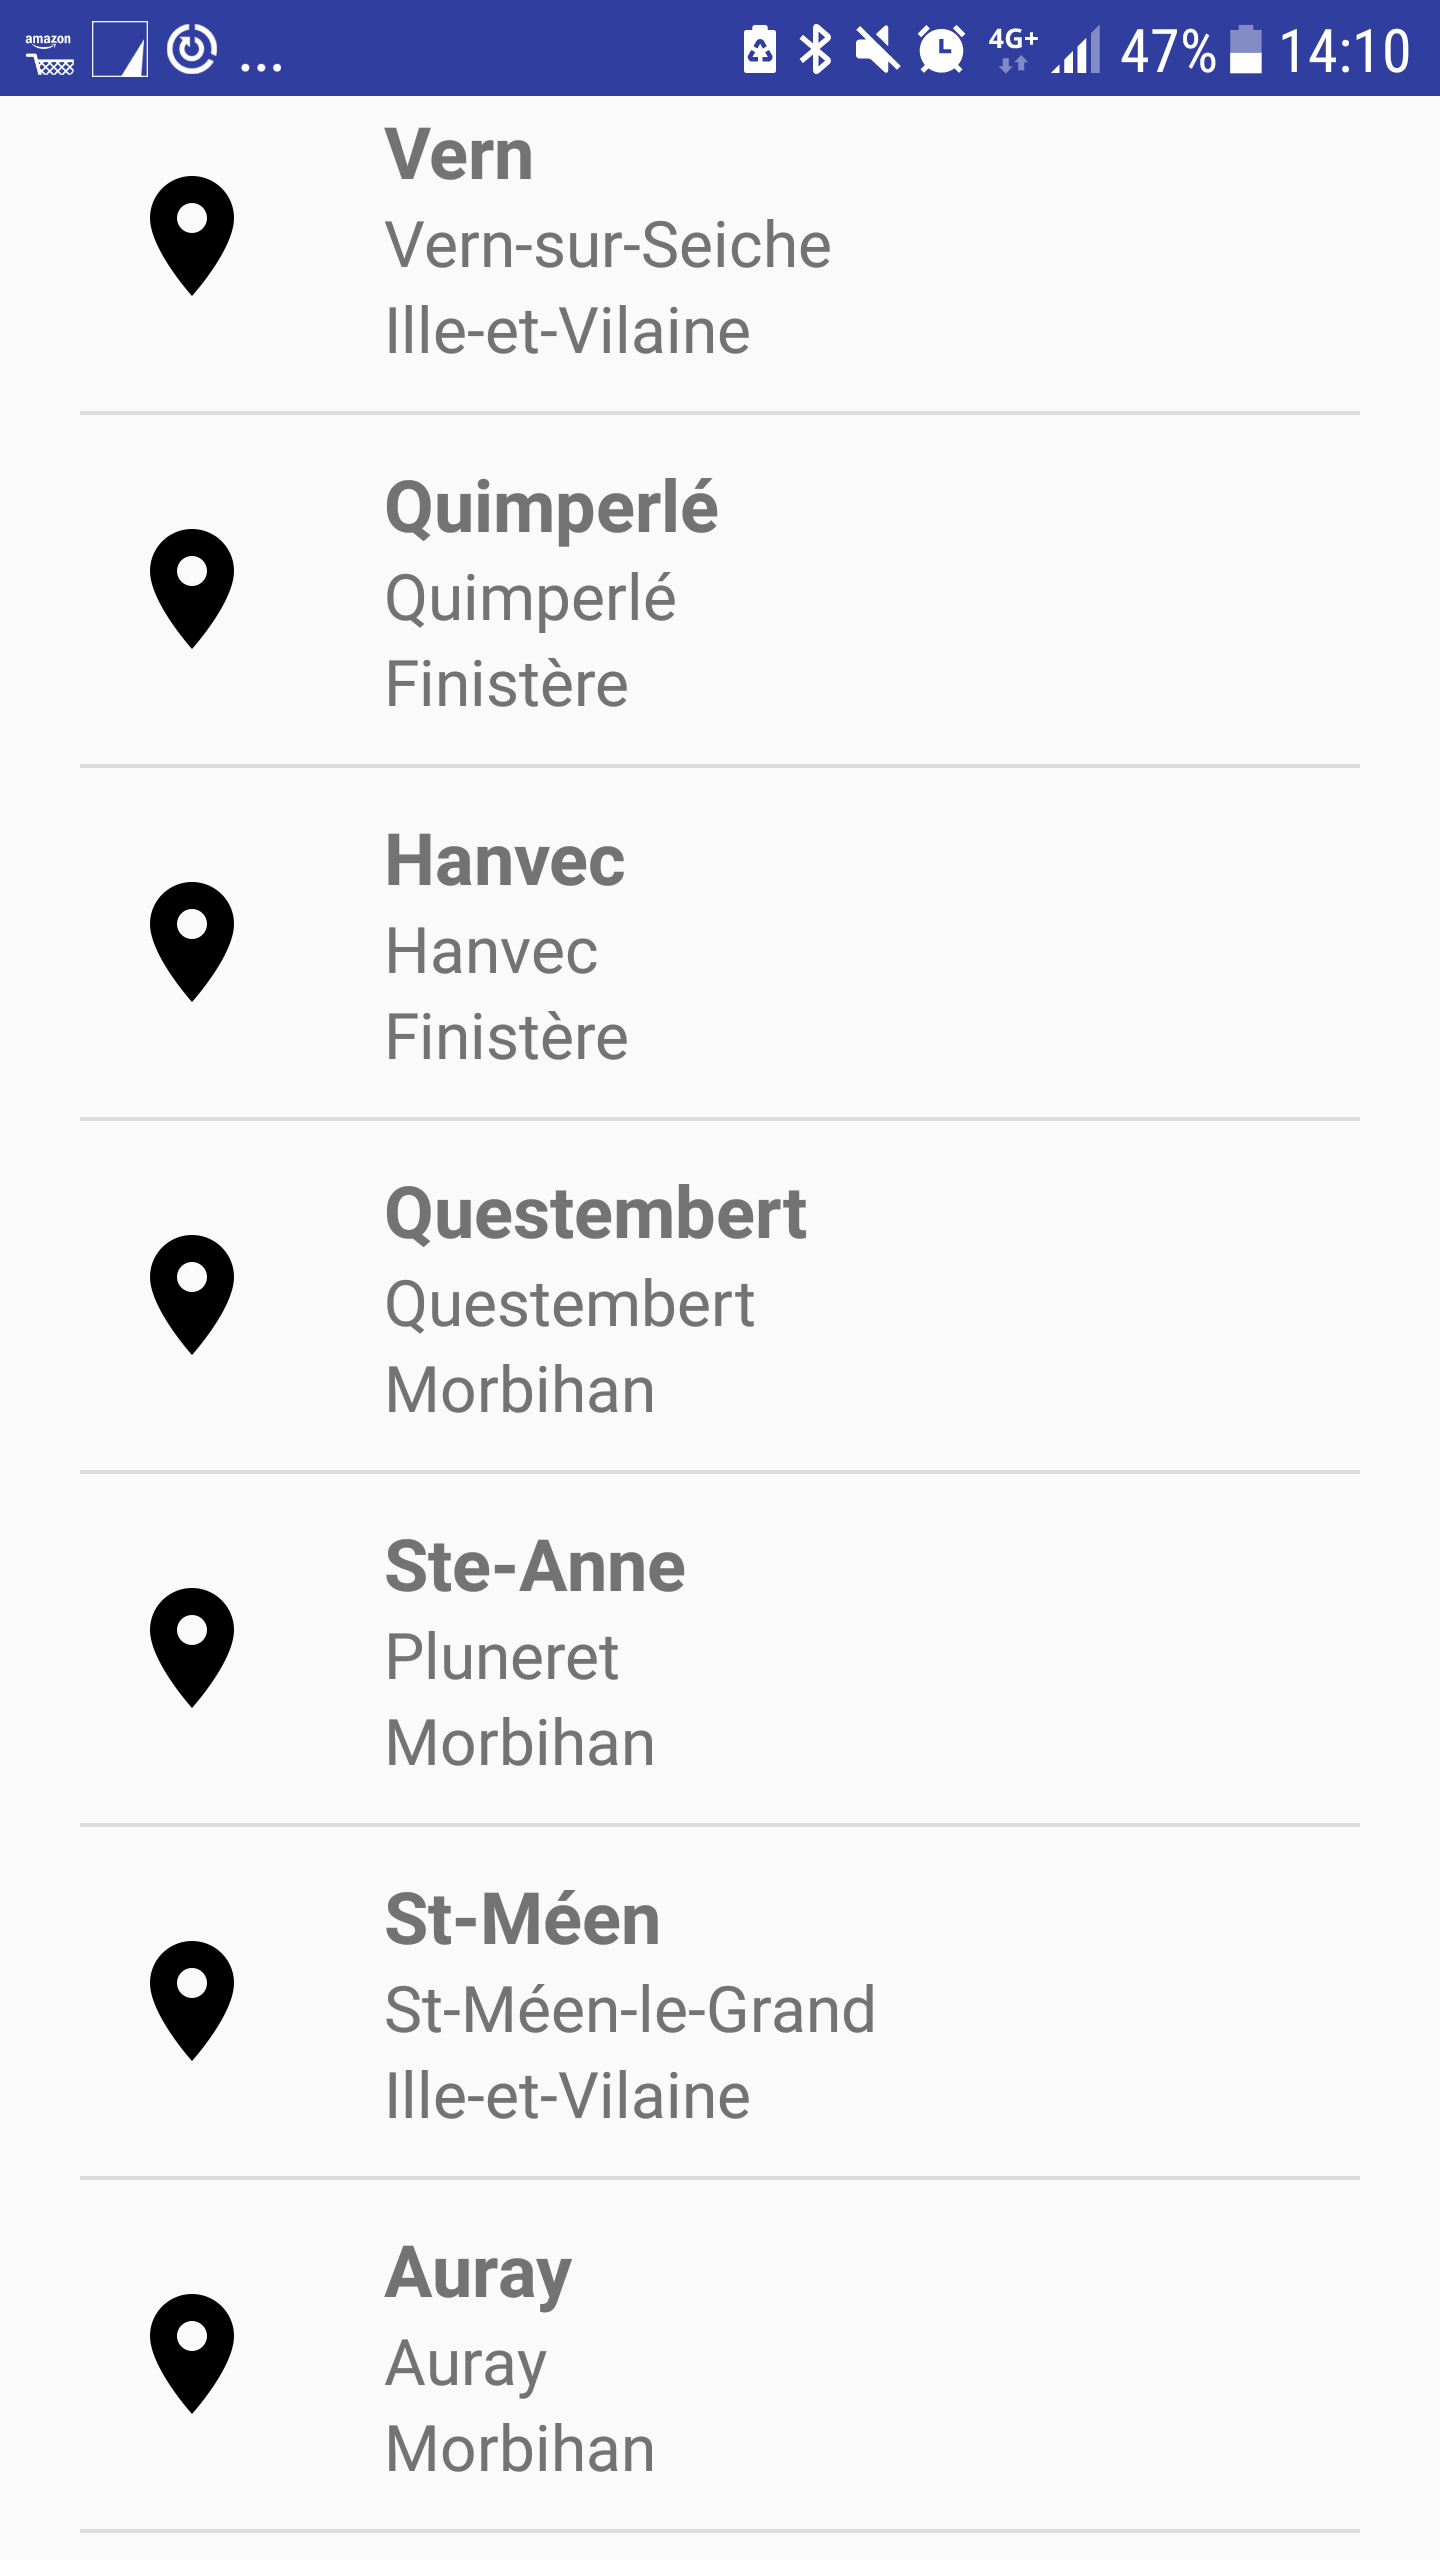 amazon
4G+ 47% 14:10
Vern
Vern-sur-Seiche
Ille-et-Vilaine
Quimperlé
Quimperlé
Finistère
Hanvec
Hanvec
Finistère
Questembert
Questembert
Morbihan
Ste-Anne
Pluneret
Morbihan
St-Méen
St-Méen-le-Grand
Ille-et-Vilaine
Auray
Auray
Morbihan